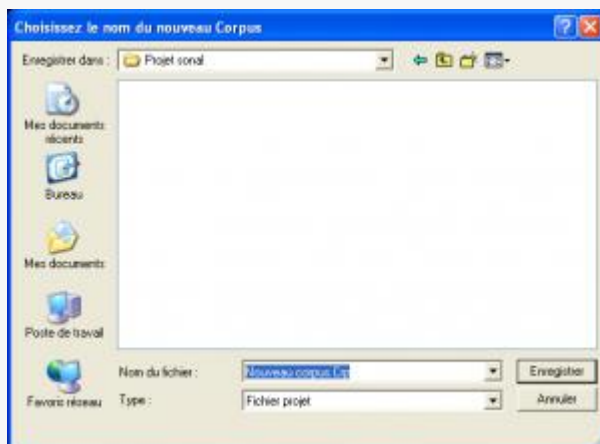 Choisissez le nom du nouveau Corpus
Enregistrer dans :
Projet sonal
Mes documents
récents
Bureau
Mes documents
Poste de travail
Favoris réseau
Nom du fichier :
Nouveau corpus.Crp
Enregistrer
Type :
Fichier projet
Annuler